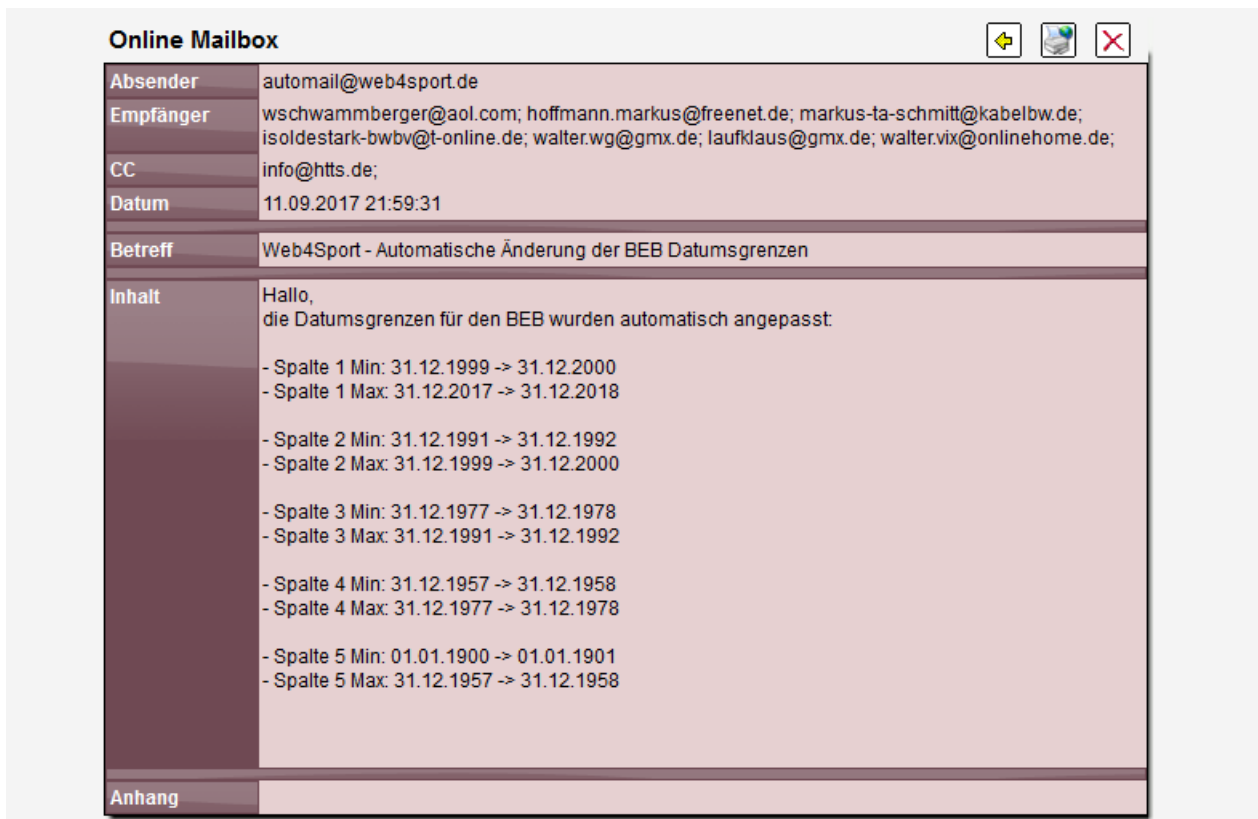 Online Mailbox
Absender automail@web4sport.de
Empfänger wschwammberger@aol.com; hoffmann.markus@freenet.de; markus-ta-schmitt@kabelbw.de;
isoldestark-bwbv@t-online.de; walter.wg@gmx.de; laufklaus@gmx.de; walter.vix@onlinehome.de;
CC info@htts.de;
Datum 11.09.2017 21:59:31
Betreff Web4Sport - Automatische Änderung der BEB Datumsgrenzen
Inhalt Hallo,
die Datumsgrenzen für den BEB wurden automatisch angepasst:
- Spalte 1 Min: 31.12.1999 -> 31.12.2000
- Spalte 1 Max: 31.12.2017 -> 31.12.2018
- Spalte 2 Min: 31.12.1991 -> 31.12.1992
- Spalte 2 Max: 31.12.1999 -> 31.12.2000
- Spalte 3 Min: 31.12.1977 -> 31.12.1978
- Spalte 3 Max: 31.12.1991 -> 31.12.1992
- Spalte 4 Min: 31.12.1957 -> 31.12.1958
- Spalte 4 Max: 31.12.1977 -> 31.12.1978
- Spalte 5 Min: 01.01.1900 -> 01.01.1901
- Spalte 5 Max: 31.12.1957 -> 31.12.1958
Anhang